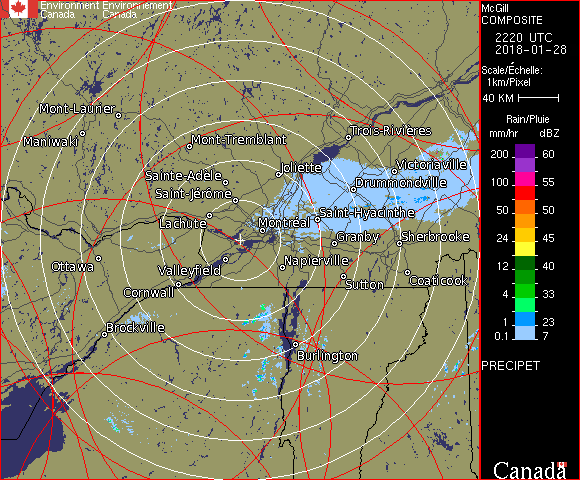 Environment Environnement
Canada Canada
McGill
COMPOSITE
2220 UTC
2018-01-28
Scale/Échelle:
1km/Pixel
40 KM
Rain/Pluie
mm/hr dBZ
200 60
100 55
50 50
24 45
12 40
4 33
1 23
0.1 7
PRECIPET
Canada
Mont-Laurier
Maniwaki
Mont-Tremblant
Trois-Rivières
Joliette
Victoriaville
Sainte-Adèle
Drummondville
Saint-Jérôme
Saint-Hyacinthe
Lachute
Montréal
Granby
Sherbrooke
Ottawa
Valleyfield
Napierville
Cornwall
Sutton
Coaticook
Brockville
Burlington